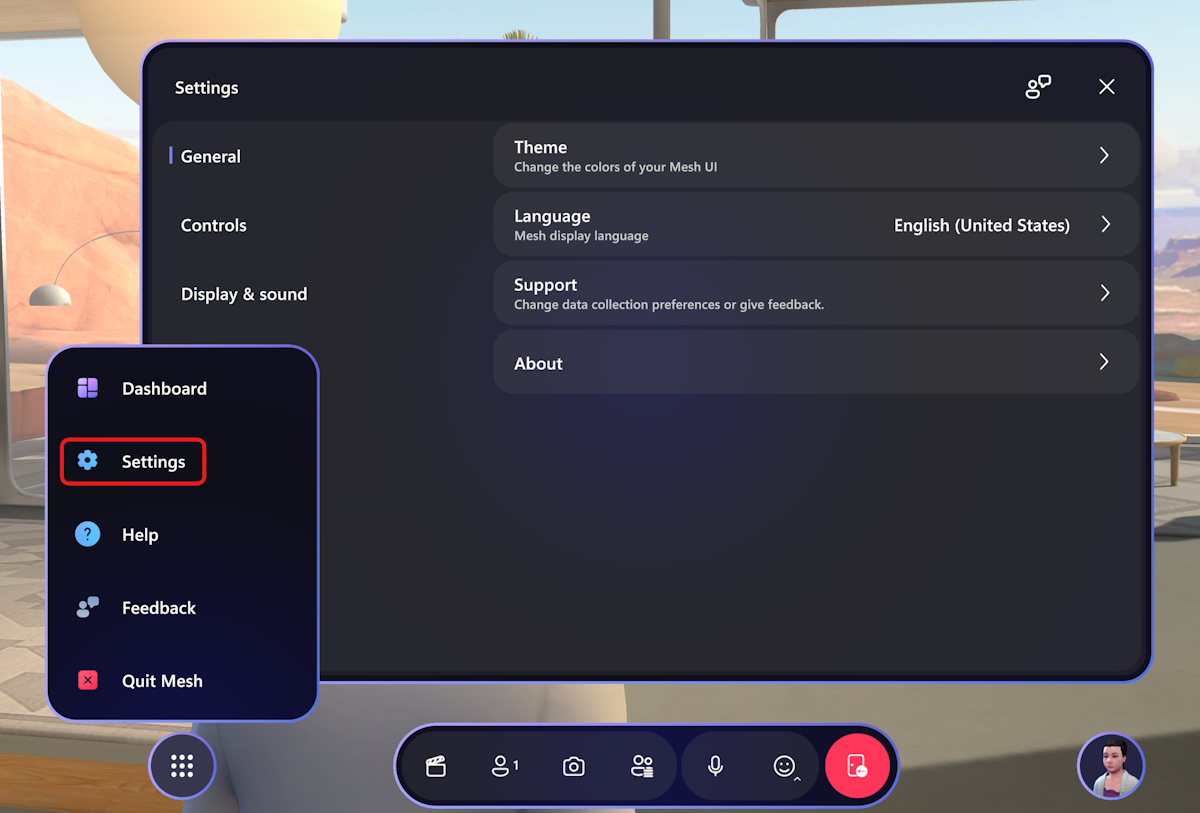 Settings
General
Controls
Display & sound
Theme
Change the colors of your Mesh UI
Language
Mesh display language
English (United States)
Support
Change data collection preferences or give feedback.
About
Dashboard
Settings
?
Help
Feedback
Quit Mesh
1